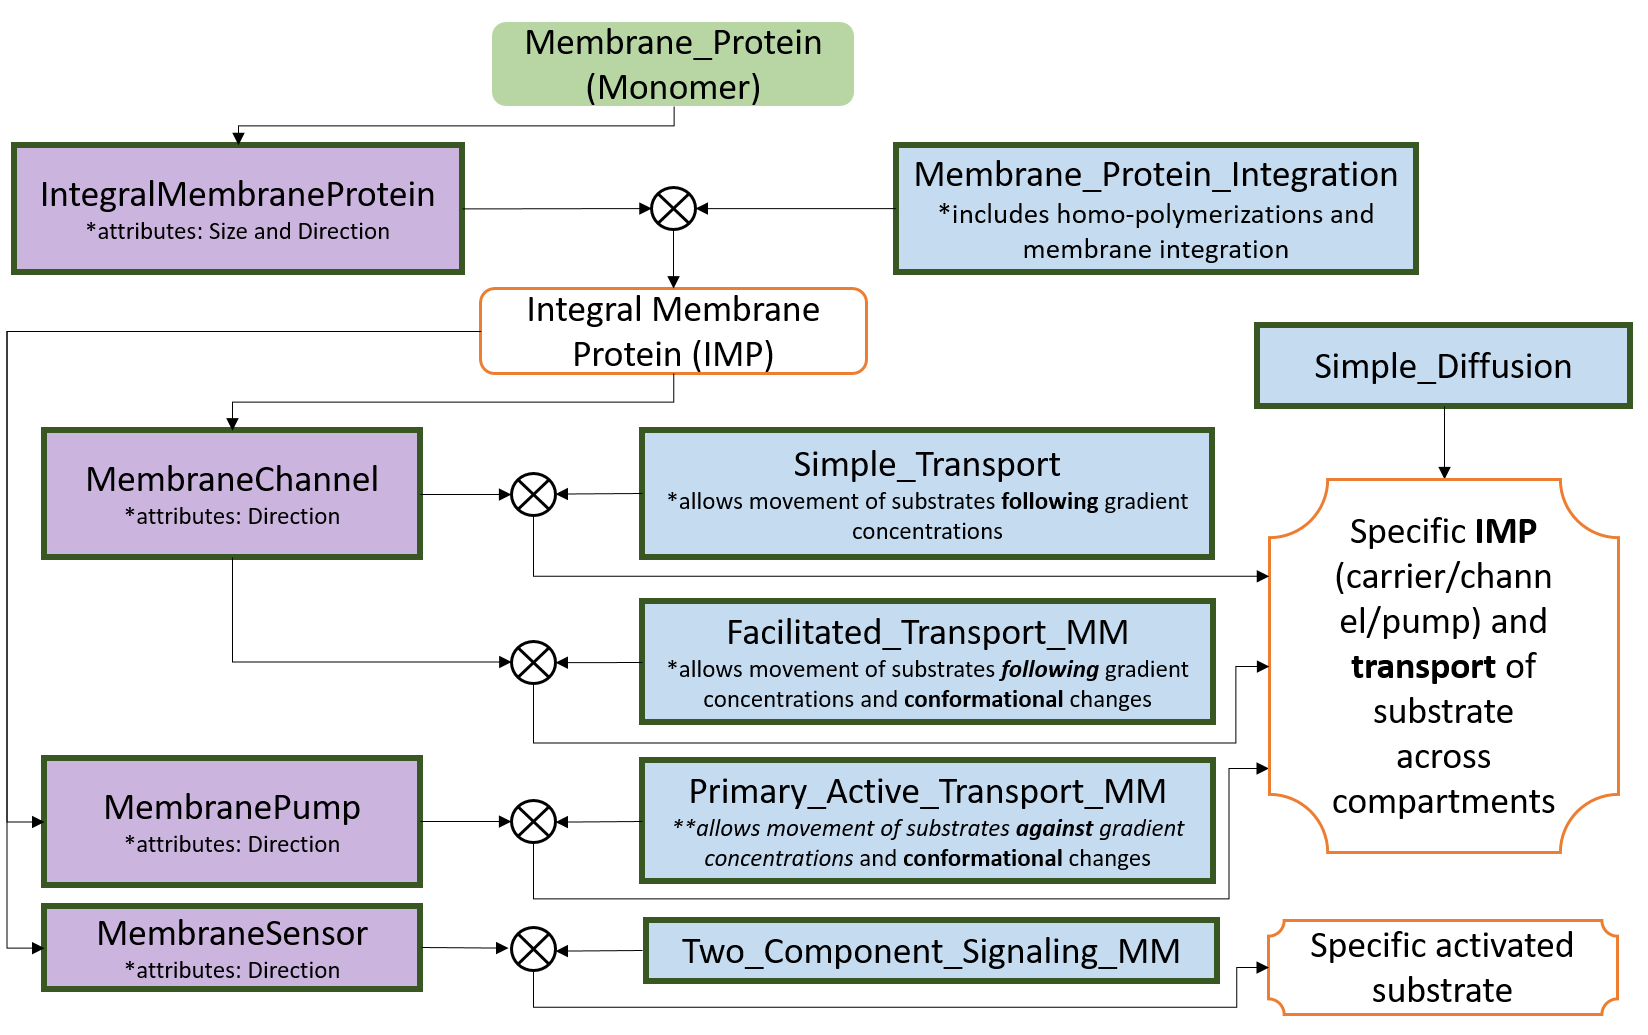 Membrane_Protein
(Monomer)
IntegralMembraneProtein
*attributes: Size and Direction
Membrane_Protein_Integration
*includes homo-polymerizations and
membrane integration
Integral Membrane
Protein (IMP)
Simple_Diffusion
MembraneChannel
*attributes: Direction
Simple_Transport
*allows movement of substrates following gradient
concentrations
Facilitated_Transport_MM
*allows movement of substrates following gradient
concentrations and conformational changes
Specific IMP
(carrier/chann
el/pump) and
transport of
substrate
across
compartments
MembranePump
*attributes: Direction
Primary_Active_Transport_MM
**allows movement of substrates against gradient
concentrations and conformational changes
MembraneSensor
*attributes: Direction
Two_Component_Signaling_MM
Specific activated
substrate